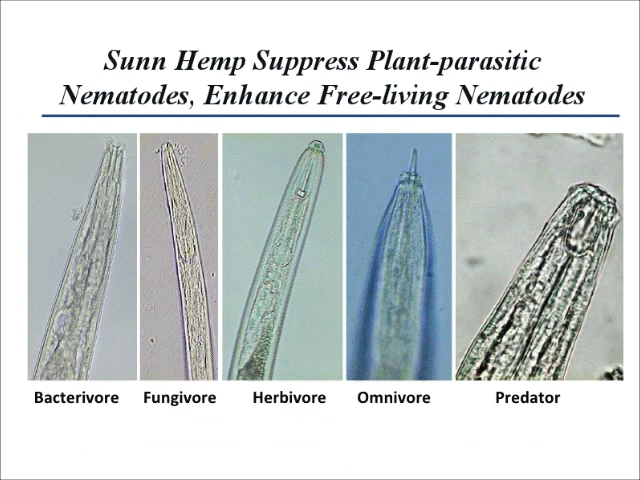 Sunn Hemp Suppress Plant-parasitic
Nematodes, Enhance Free-living Nematodes
Bacterivore Fungivore Herbivore Omnivore Predator